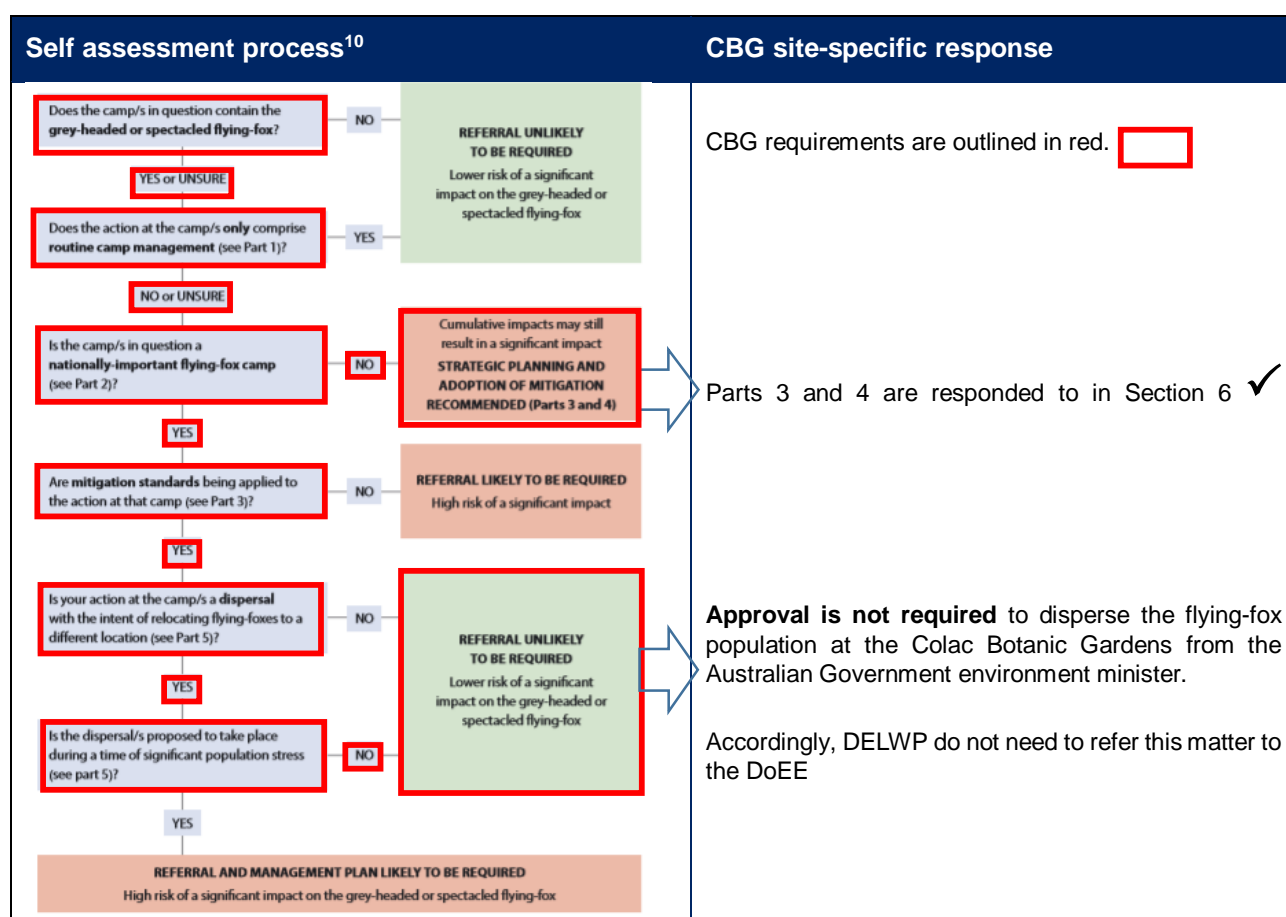 Self assessment process10
CBG site-specific response
Does the camp/s in question contain the
grey-headed or spectacled flying-fox?
NO
REFERRAL UNLIKELY
TO BE REQUIRED
Lower risk of a significant
impact on the grey-headed or
spectacled flying-fox
YES or UNSURE
Does the action at the camp/s only comprise
routine camp management (see Part 1)?
YES
NO or UNSURE
Is the camp/s in question a
nationally-important flying-fox camp
(see Part 2)?
NO
Cumulative impacts may still
result in a significant impact
STRATEGIC PLANNING AND
ADOPTION OF MITIGATION
RECOMMENDED (Parts 3 and 4)
YES
Are mitigation standards being applied to
the action at that camp (see Part 3)?
NO
REFERRAL LIKELY TO BE REQUIRED
High risk of a significant impact
YES
Is your action at the camp/s a dispersal
with the intent of relocating flying-foxes to a
different location (see Part 5)?
NO
REFERRAL UNLIKELY
TO BE REQUIRED
Lower risk of a significant
impact on the grey-headed or
spectacled flying-fox
YES
Is the dispersal/s proposed to take place
during a time of significant population stress
(see part 5)?
NO
YES
REFERRAL AND MANAGEMENT PLAN LIKELY TO BE REQUIRED
High risk of a significant impact on the grey-headed or spectacled flying-fox
CBG requirements are outlined in red.
Parts 3 and 4 are responded to in Section 6 ✓
Approval is not required to disperse the flying-fox
population at the Colac Botanic Gardens from the
Australian Government environment minister.
Accordingly, DELWP do not need to refer this matter to
the DoEE